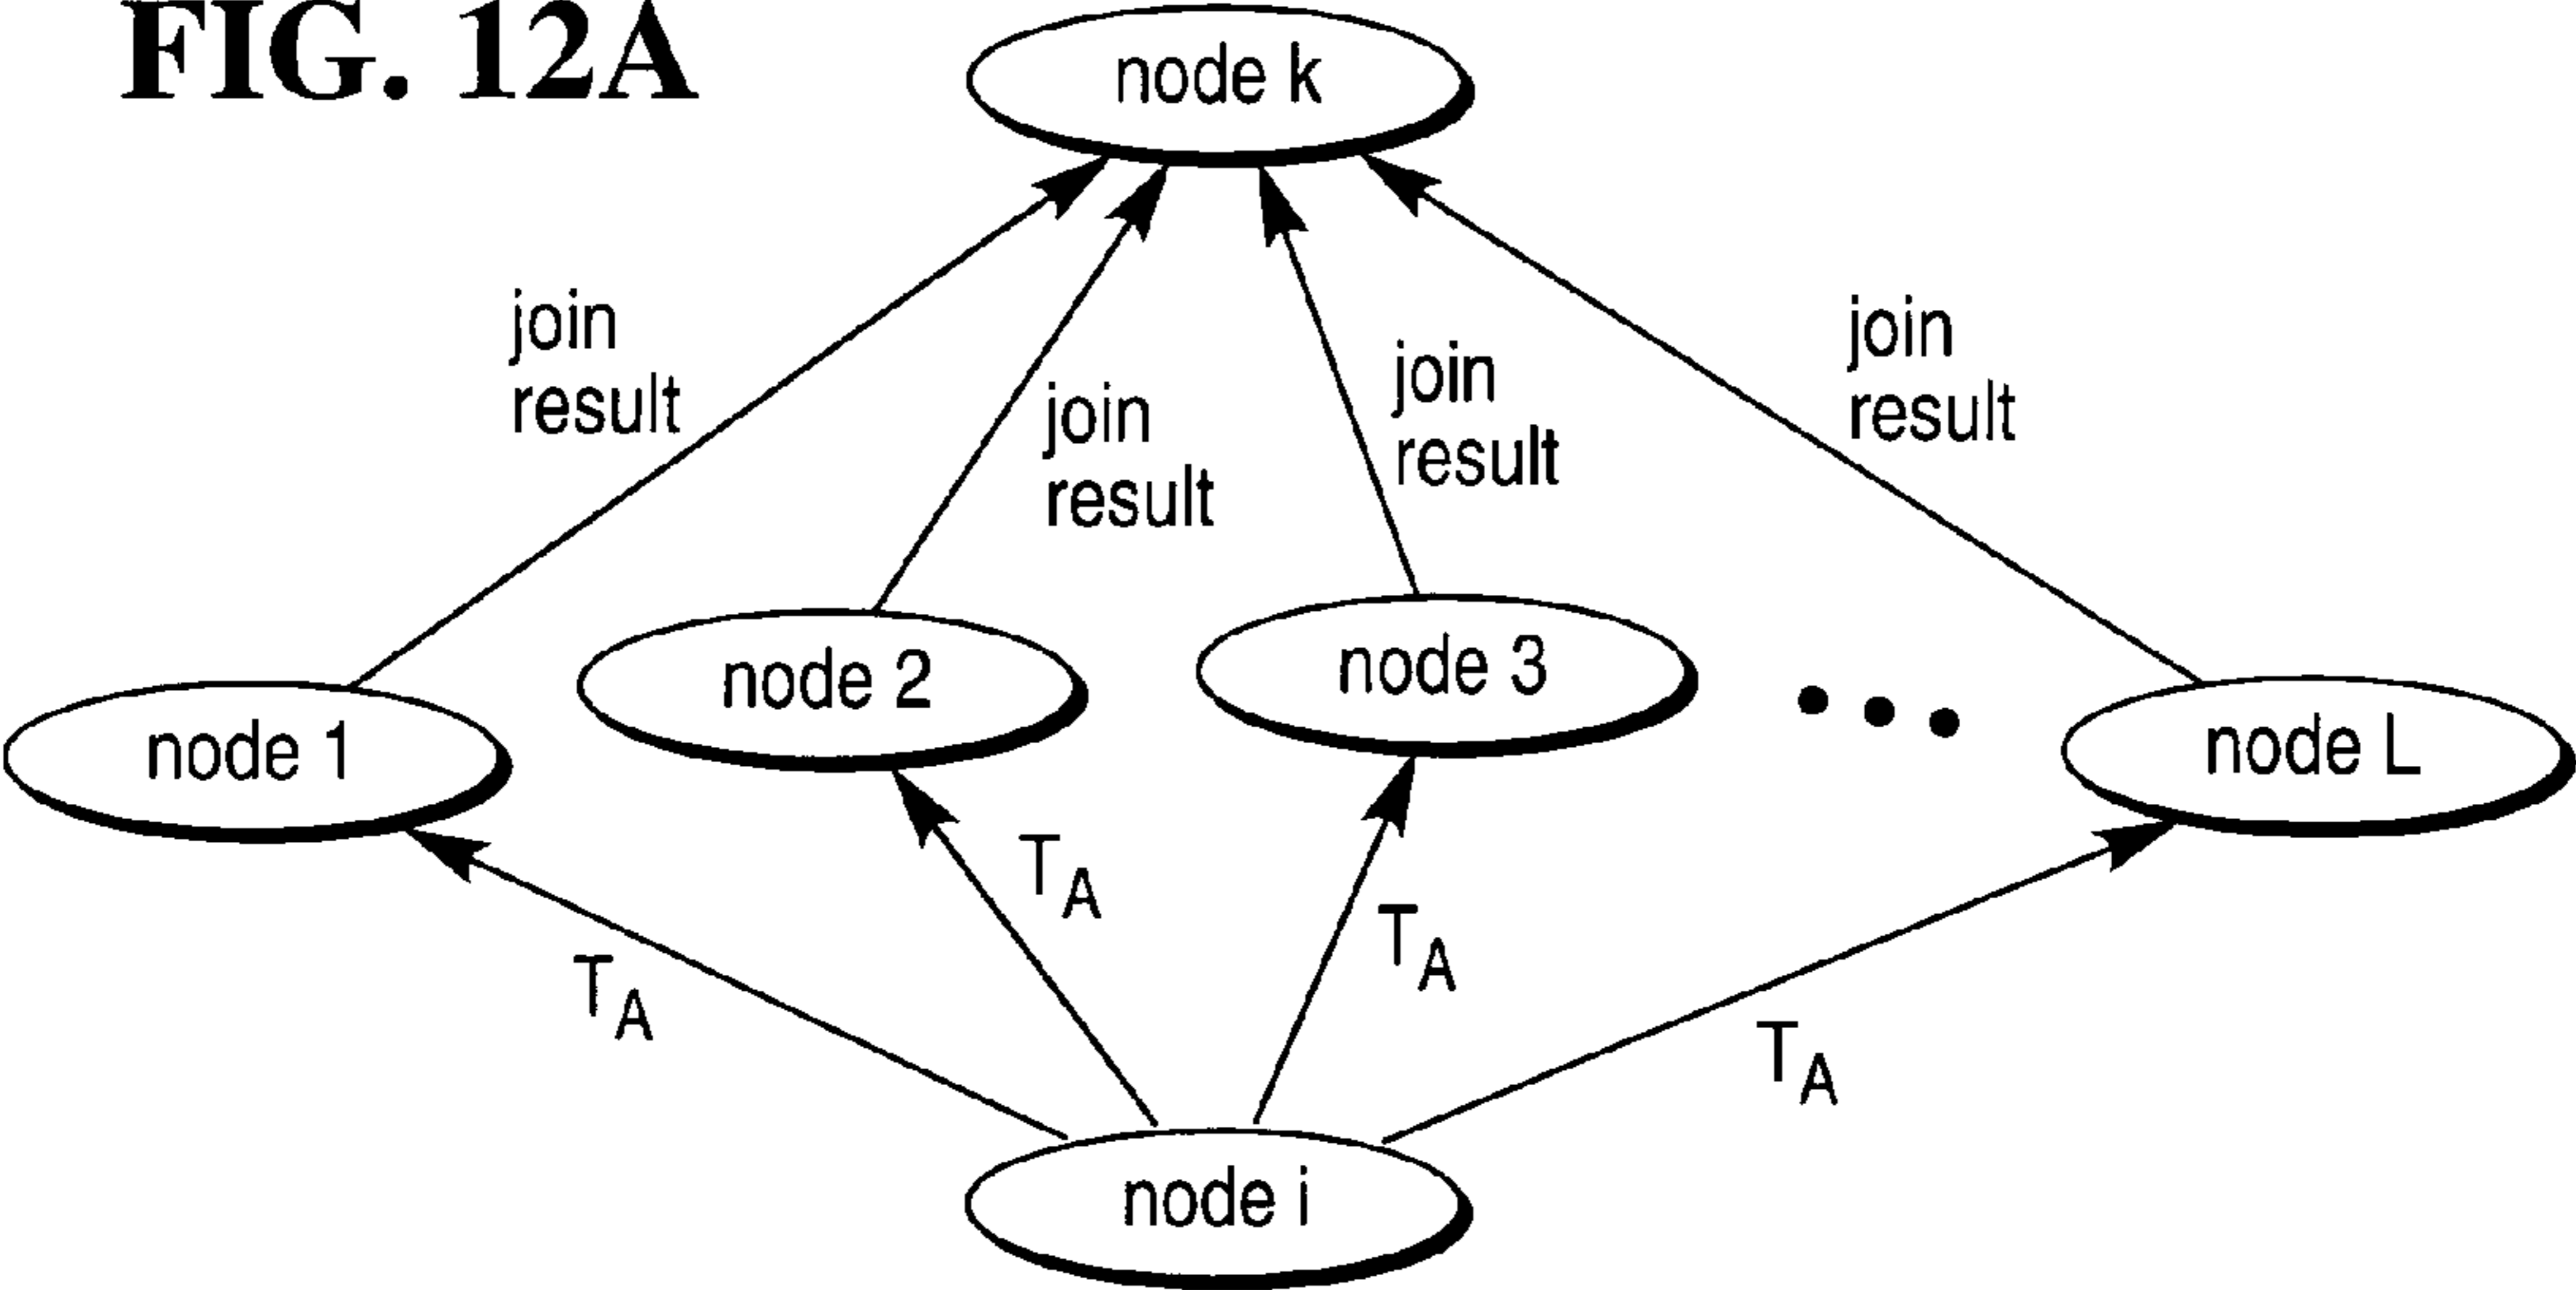 FIG. 12A
node k
join
result
join
result
join
result
join
result
node 1
node 2
node 3
node L
TA
TA
TA
TA
node i